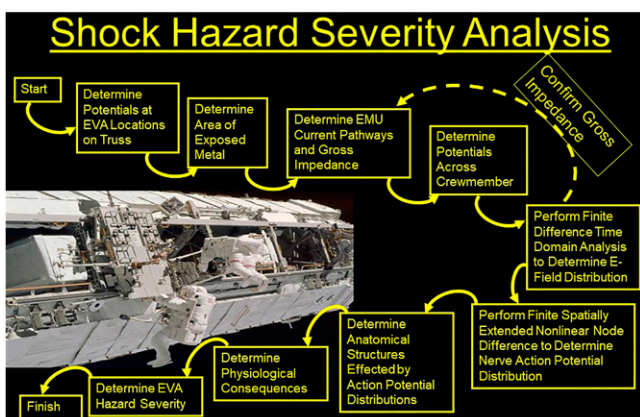 Shock Hazard Severity Analysis
Start
Determine
Potentials at
EVA Locations
on Truss
Determine
Area of
Exposed
Metal
Determine EMU
Current Pathways
and Gross
Impedance
Determine
Potentials
Across
Crewmember
Confirm Gross
Impedance
Perform Finite
Difference Time
Domain Analysis
to Determine E-
Field Distribution
Perform Finite Spatially
Extended Nonlinear Node
Difference to Determine
Nerve Action Potential
Distribution
Determine
Anatomical
Structures
Effected by
Action Potential
Distributions
Determine
Physiological
Consequences
Determine EVA
Hazard Severity
Finish